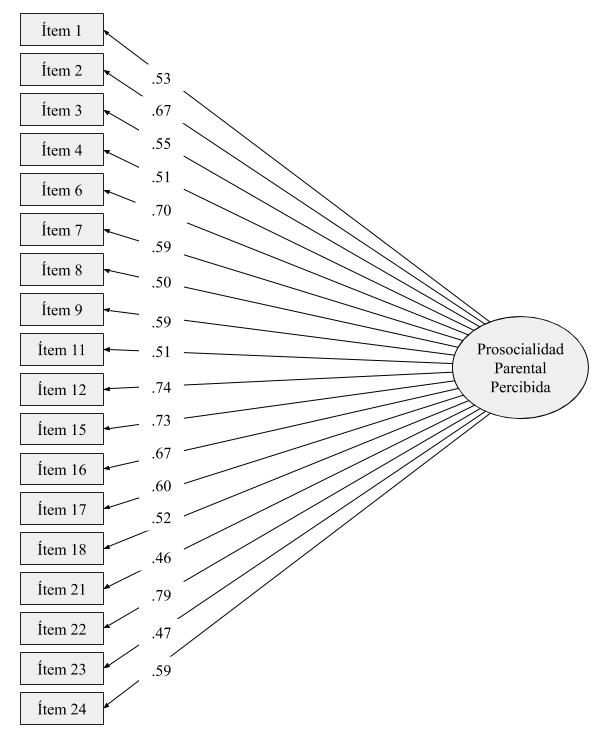 Ítem 1
Ítem 2
Ítem 3
Ítem 4
Ítem 6
Ítem 7
Ítem 8
Ítem 9
Ítem 11
Ítem 12
Ítem 15
Ítem 16
Ítem 17
Ítem 18
Ítem 21
Ítem 22
Ítem 23
Ítem 24
.53
.67
.55
.51
.70
.59
.50
.59
.51
.74
.73
.67
.60
.52
.46
.79
.47
.59
Prosocialidad
Parental
Percibida